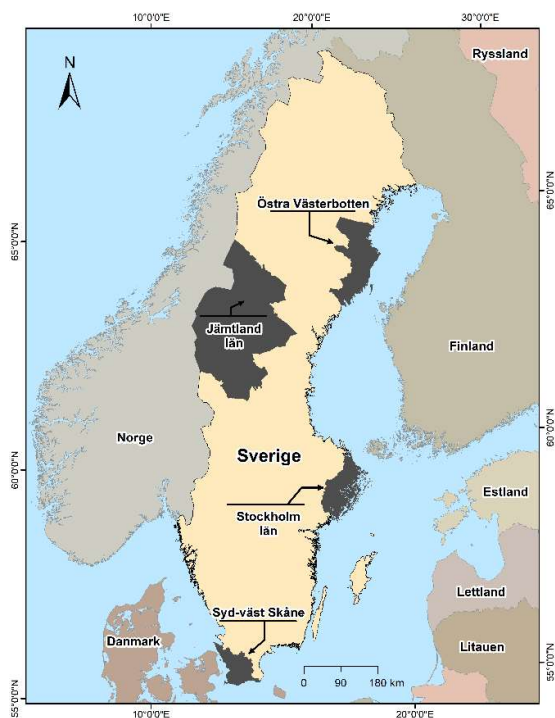 10°0'0"E
20°0'0"E
30°0'0"E
Ryssland
N
Östra Västerbotten
65°0'0"N
65°0'0"N
Jämtland
län
Finland
Norge
60°0'0"N
Sverige
60°0'0"N
Estland
Stockholm
län
Lettland
Syd-väst Skåne
Danmark
Litauen
55°0'0"N
0 90 180 km
55°0'0"N
10°0'0"E
20°0'0"E